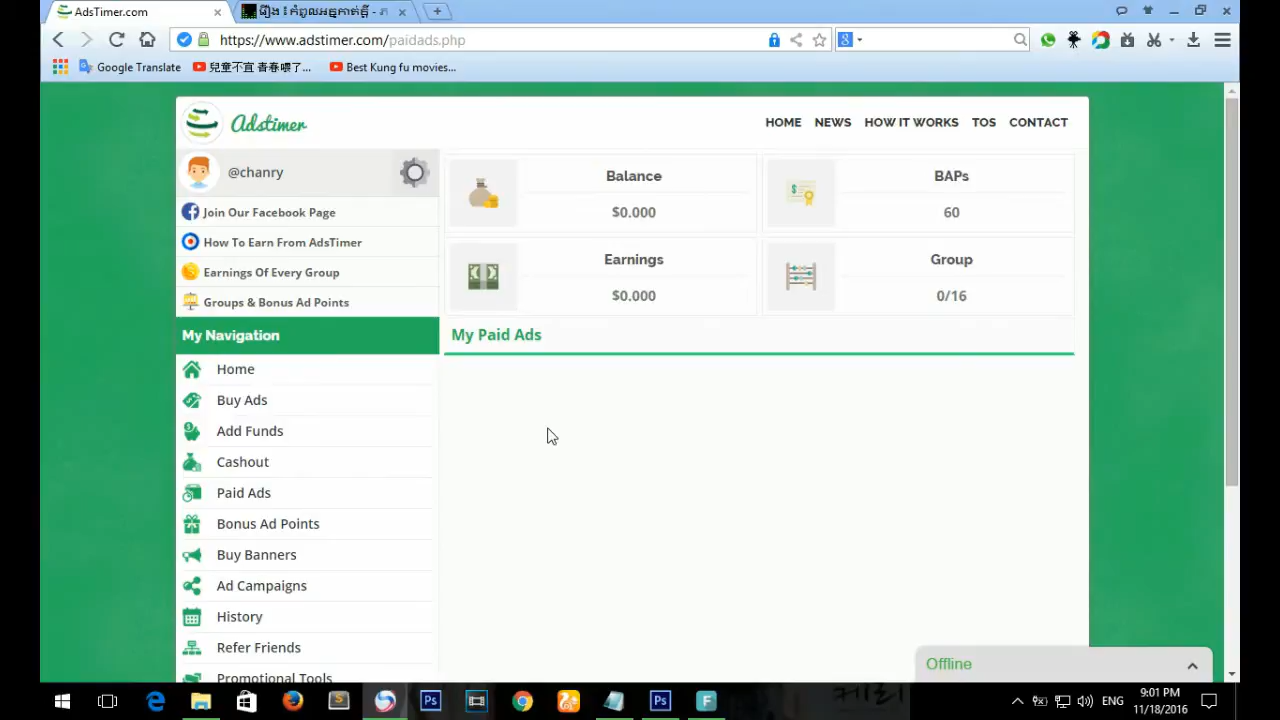 AdsTimer.com
រឿង
https://www.adstimer.com/paidads.php
Google Translate
兒童不宜 青春喂了...
Best Kung fu movies...
Adstimer
HOME NEWS HOW IT WORKS TOS CONTACT
@chanry
Join Our Facebook Page
How To Earn From AdsTimer
Earnings Of Every Group
Groups & Bonus Ad Points
Balance
$0.000
BAPs
60
Earnings
$0.000
Group
0/16
My Navigation
My Paid Ads
Home
Buy Ads
Add Funds
Cashout
Paid Ads
Bonus Ad Points
Buy Banners
Ad Campaigns
History
Refer Friends
Promotional Tools
Offline
ENG
9:01 PM
11/18/2016